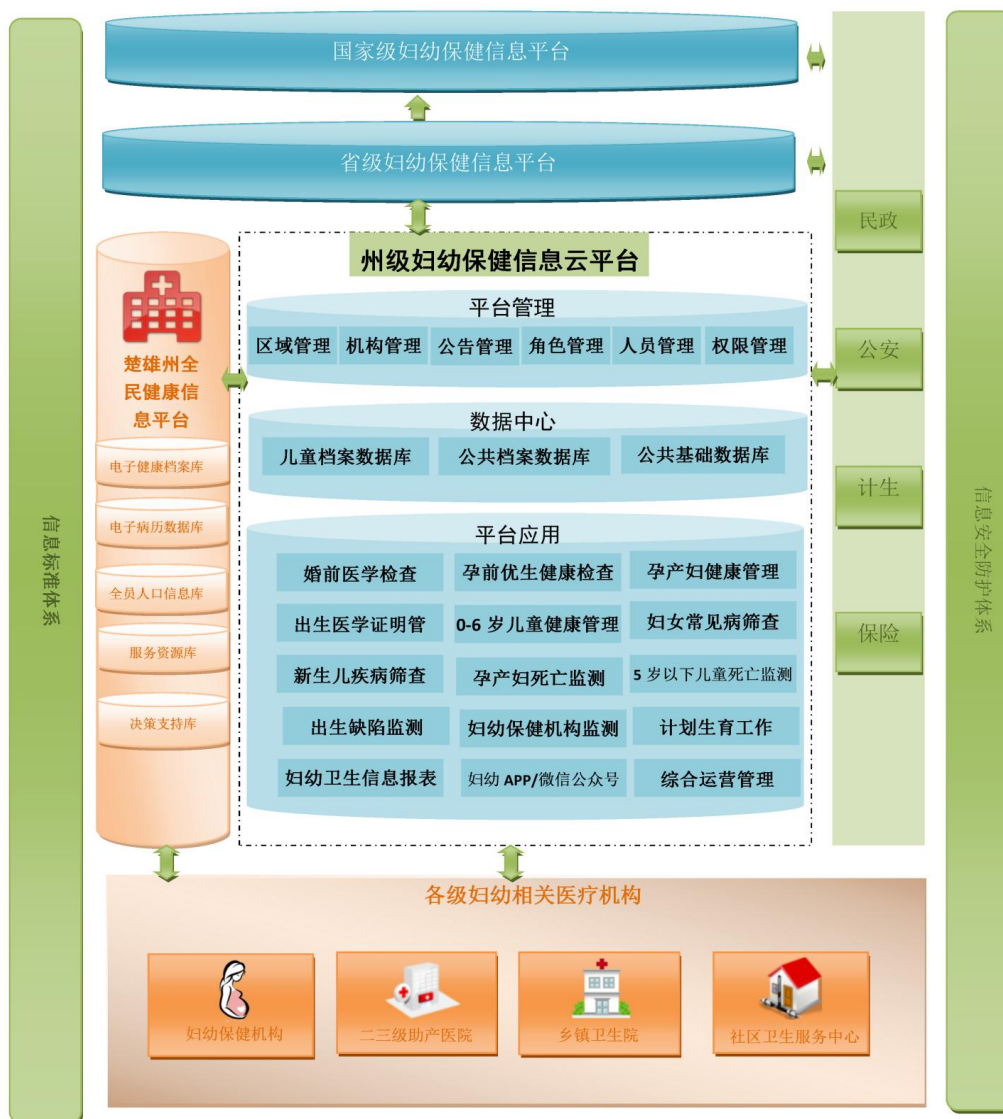 国家级妇幼保健信息平台
省级妇幼保健信息平台
州级妇幼保健信息云平台
平台管理
区域管理
机构管理
公告管理
角色管理
人员管理
权限管理
数据中心
儿童档案数据库
公共档案数据库
公共基础数据库
平台应用
婚前医学检查
孕前优生健康检查
孕产妇健康管理
出生医学证明管
0-6 岁儿童健康管理
妇女常见病筛查
新生儿疾病筛查
孕产妇死亡监测
5 岁以下儿童死亡监测
出生缺陷监测
妇幼保健机构监测
计划生育工作
妇幼卫生信息报表
妇幼 APP/微信公众号
综合运营管理
楚雄州全
民健康信
息平台
电子健康档案库
电子病历数据库
全员人口信息库
服务资源库
决策支持库
民政
公安
计生
保险
信息标准体系
信息安全防护体系
各级妇幼相关医疗机构
妇幼保健机构
二三级助产医院
乡镇卫生院
社区卫生服务中心